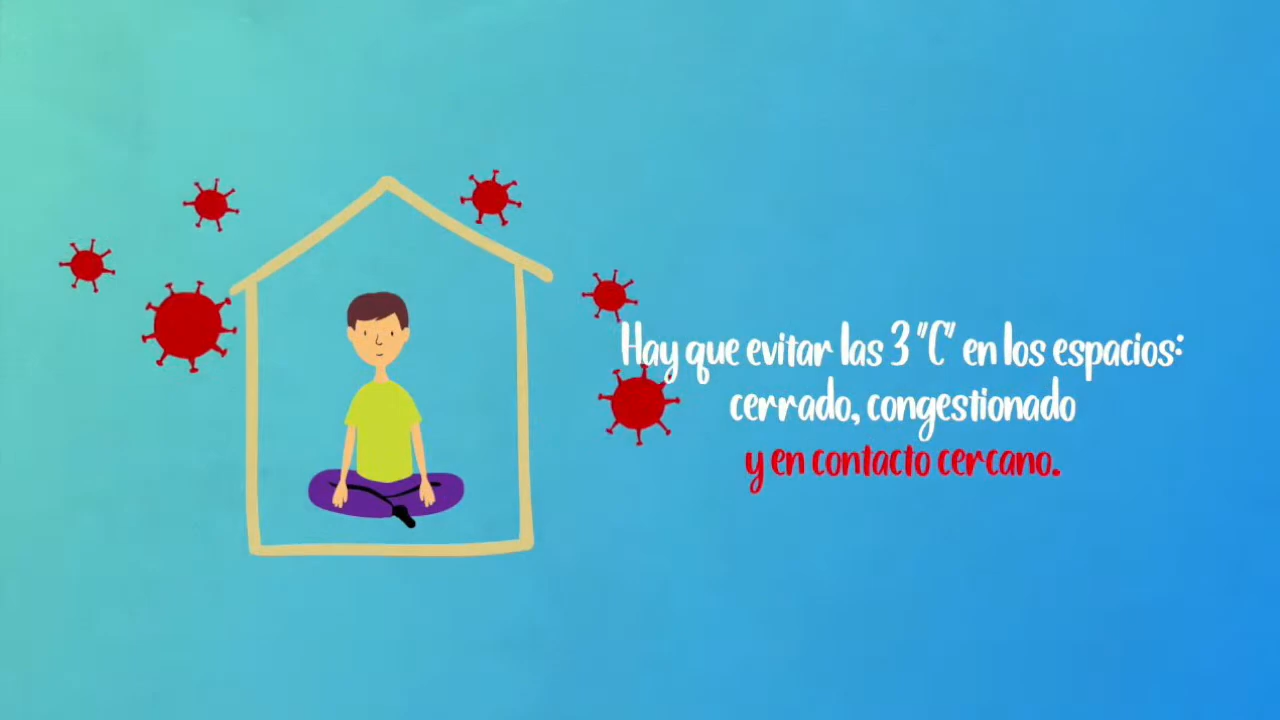 Hay que evitar las 3 "C" en los espacios:
cerrado, congestionado
y en contacto cercano.